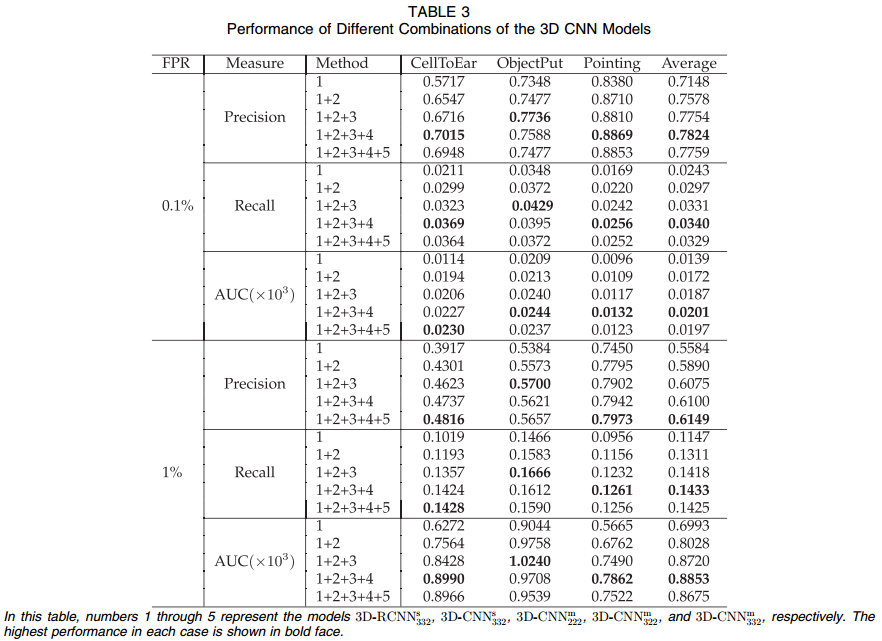 TABLE 3
Performance of Different Combinations of the 3D CNN Models
FPR Measure Method CellToEar ObjectPut Pointing Average
1 0.5717 0.7348 0.8380 0.7148
1+2 0.6547 0.7477 0.8710 0.7578
Precision 1+2+3 0.6716 0.7736 0.8810 0.7754
1+2+3+4 0.7015 0.7588 0.8869 0.7824
1+2+3+4+5 0.6948 0.7477 0.8853 0.7759
1 0.0211 0.0348 0.0169 0.0243
1+2 0.0299 0.0372 0.0220 0.0297
0.1% Recall 1+2+3 0.0323 0.0429 0.0242 0.0331
1+2+3+4 0.0369 0.0395 0.0256 0.0340
1+2+3+4+5 0.0364 0.0372 0.0252 0.0329
1 0.0114 0.0209 0.0096 0.0139
1+2 0.0194 0.0213 0.0109 0.0172
AUC(×10³) 1+2+3 0.0206 0.0240 0.0117 0.0187
1+2+3+4 0.0227 0.0244 0.0132 0.0201
1+2+3+4+5 0.0230 0.0237 0.0123 0.0197
1 0.3917 0.5384 0.7450 0.5584
1+2 0.4301 0.5573 0.7795 0.5890
Precision 1+2+3 0.4623 0.5700 0.7902 0.6075
1+2+3+4 0.4737 0.5621 0.7942 0.6100
1+2+3+4+5 0.4816 0.5657 0.7973 0.6149
1 0.1019 0.1466 0.0956 0.1147
1+2 0.1193 0.1583 0.1156 0.1311
1% Recall 1+2+3 0.1357 0.1666 0.1232 0.1418
1+2+3+4 0.1424 0.1612 0.1261 0.1433
1+2+3+4+5 0.1428 0.1590 0.1256 0.1425
1 0.6272 0.9044 0.5665 0.6993
1+2 0.7564 0.9758 0.6762 0.8028
AUC(×10³) 1+2+3 0.8428 1.0240 0.7490 0.8720
1+2+3+4 0.8990 0.9708 0.7862 0.8853
1+2+3+4+5 0.8966 0.9539 0.7522 0.8675
In this table, numbers 1 through 5 represent the models 3D-RCNN^s_332, 3D-CNN^s_332, 3D-CNN^m_222, 3D-CNN^m_322, and 3D-CNN^m_332, respectively. The
highest performance in each case is shown in bold face.